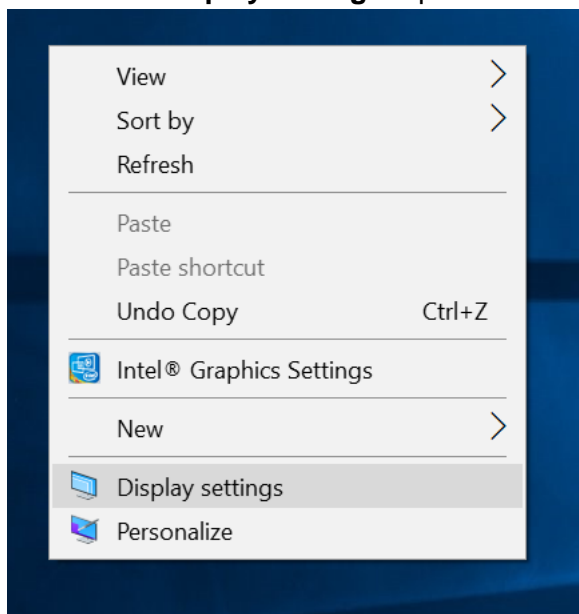 View
Sort by
Refresh
Paste
Paste shortcut
Undo Copy Ctrl+Z
Intel® Graphics Settings
New
Display settings
Personalize